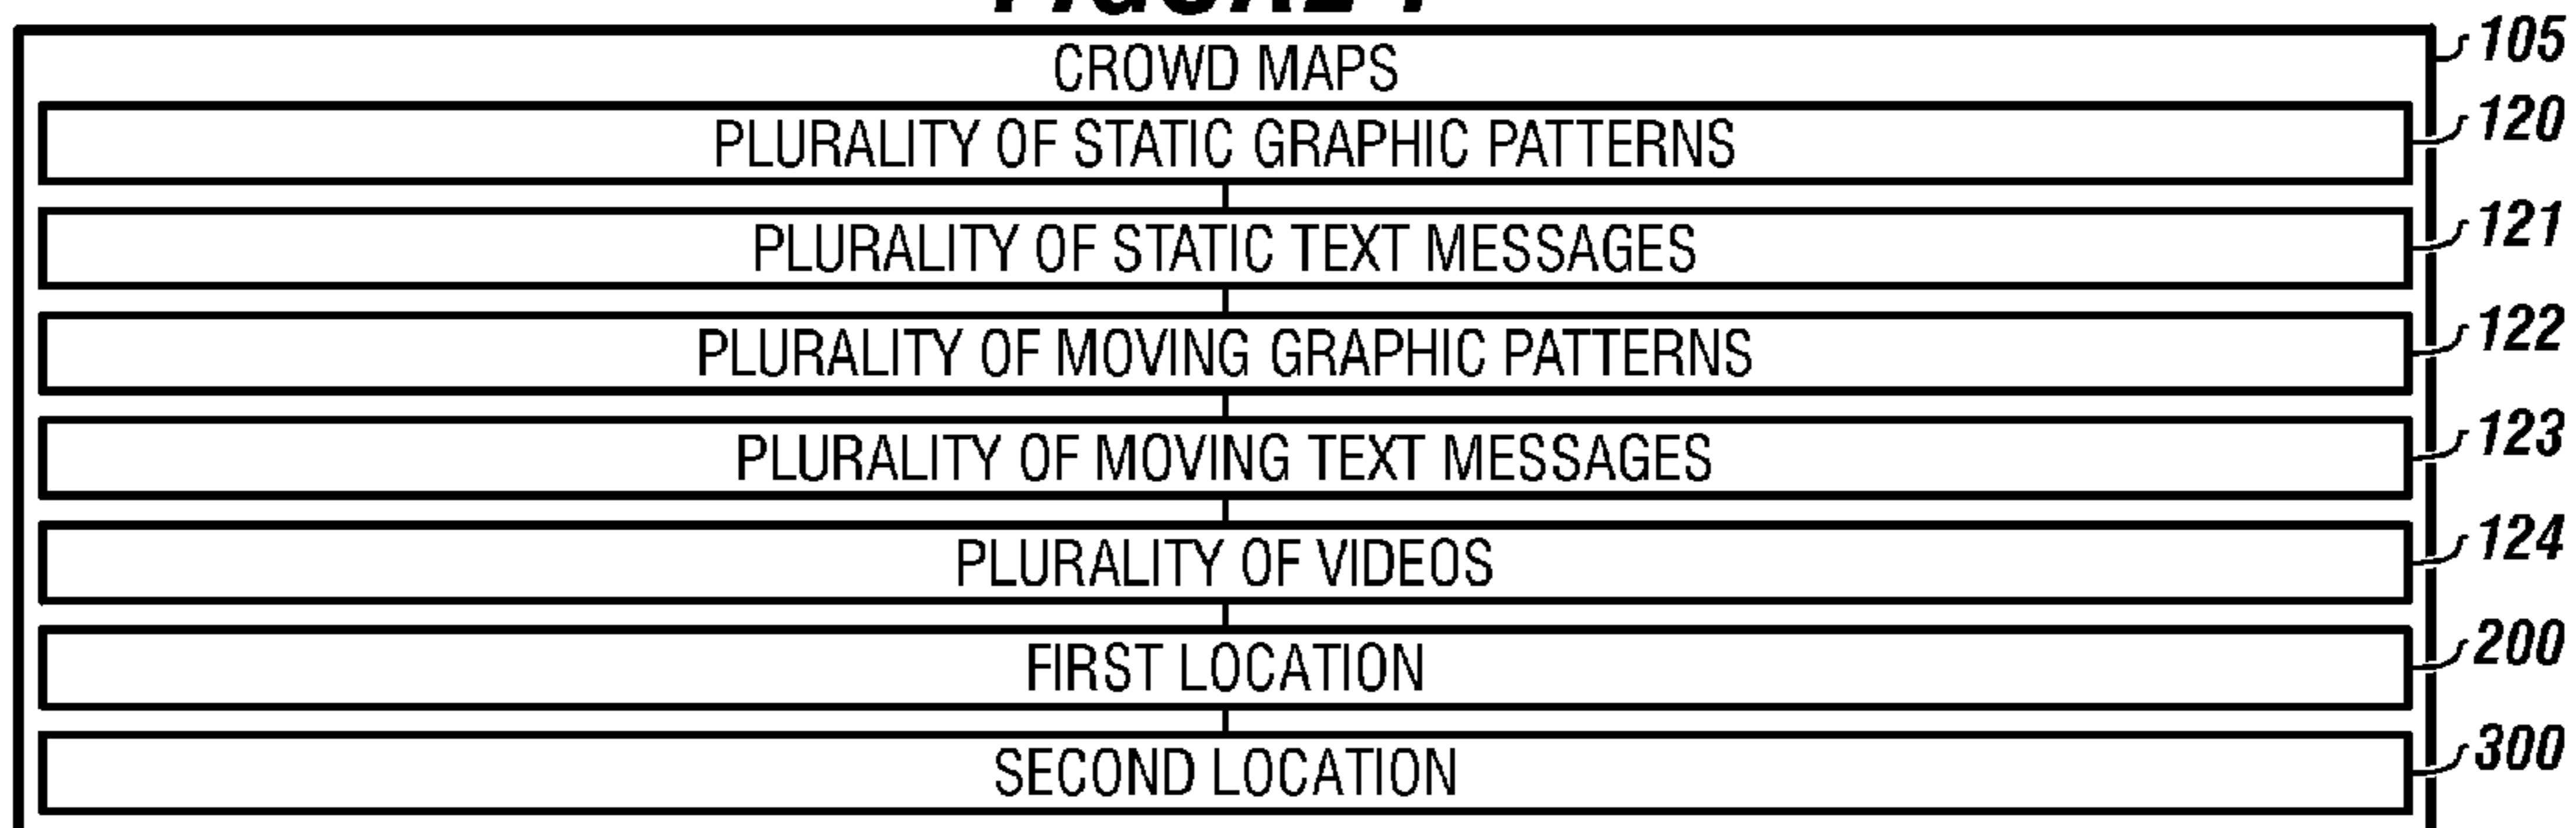 CROWD MAPS 105
PLURALITY OF STATIC GRAPHIC PATTERNS 120
PLURALITY OF STATIC TEXT MESSAGES 121
PLURALITY OF MOVING GRAPHIC PATTERNS 122
PLURALITY OF MOVING TEXT MESSAGES 123
PLURALITY OF VIDEOS 124
FIRST LOCATION 200
SECOND LOCATION 300